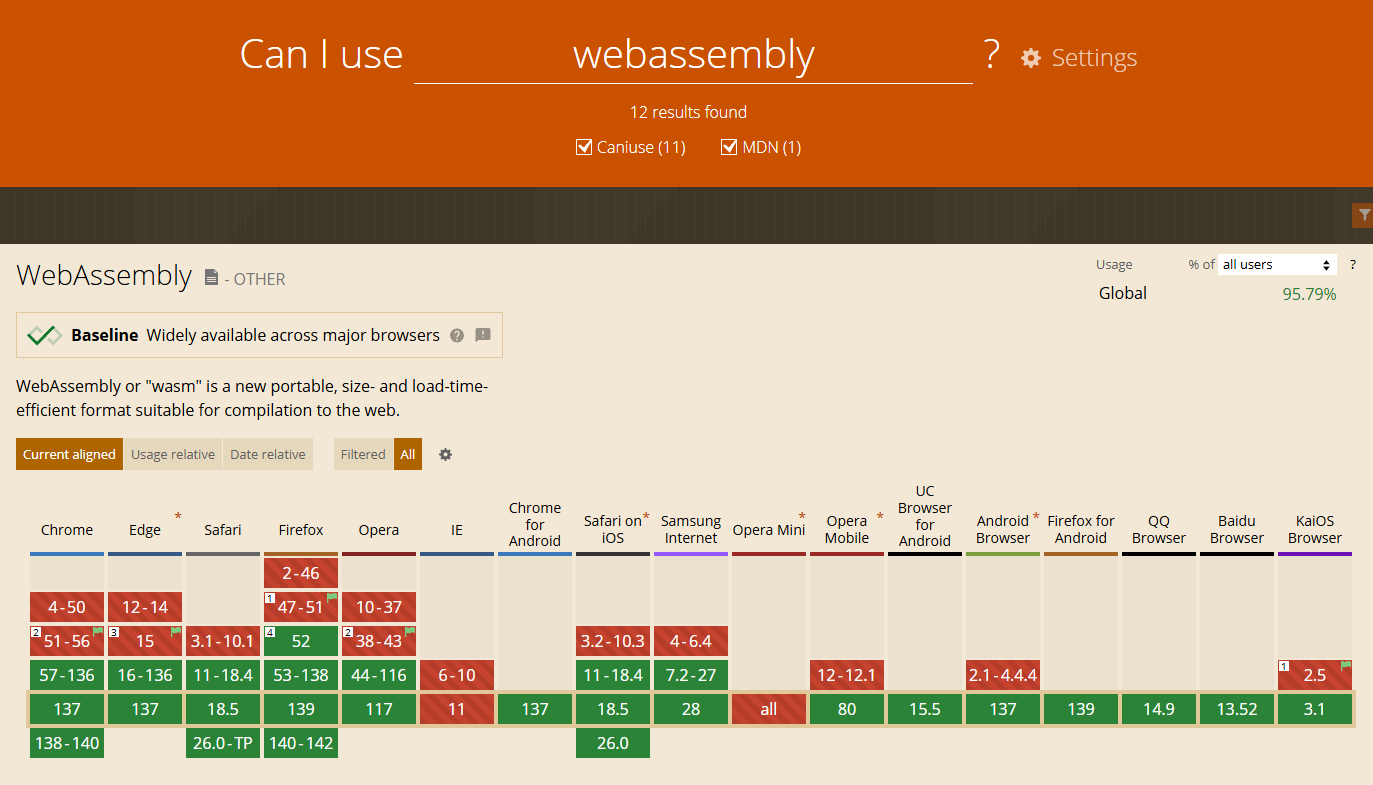 Can I use webassembly ? Settings
12 results found
Caniuse (11) MDN (1)
WebAssembly - OTHER
Usage % of all users ?
Global 95.79%
Baseline Widely available across major browsers ?
WebAssembly or "wasm" is a new portable, size- and load-time-
efficient format suitable for compilation to the web.
Current aligned Usage relative Date relative Filtered All
Chrome
Edge *
Safari
Firefox
Opera
IE
Chrome
for
Android
Safari on *
iOS
Samsung
Internet
Opera Mini *
Opera *
Mobile
UC
Browser
for
Android
Android *
Browser
Firefox for
Android
QQ
Browser
Baidu
Browser
KaiOS
Browser
2-46
4-50 12-14 1 47-51 10-37
2 51-56 3 15 3.1-10.1 4 52 2 38-43 3.2-10.3 4-6.4
57-136 16-136 11-18.4 53-138 44-116 6-10 11-18.4 7.2-27 12-12.1 2.1-4.4.4 1 2.5
137 137 18.5 139 117 11 137 18.5 28 all 80 15.5 137 139 14.9 13.52 3.1
138-140 26.0-TP 140-142 26.0